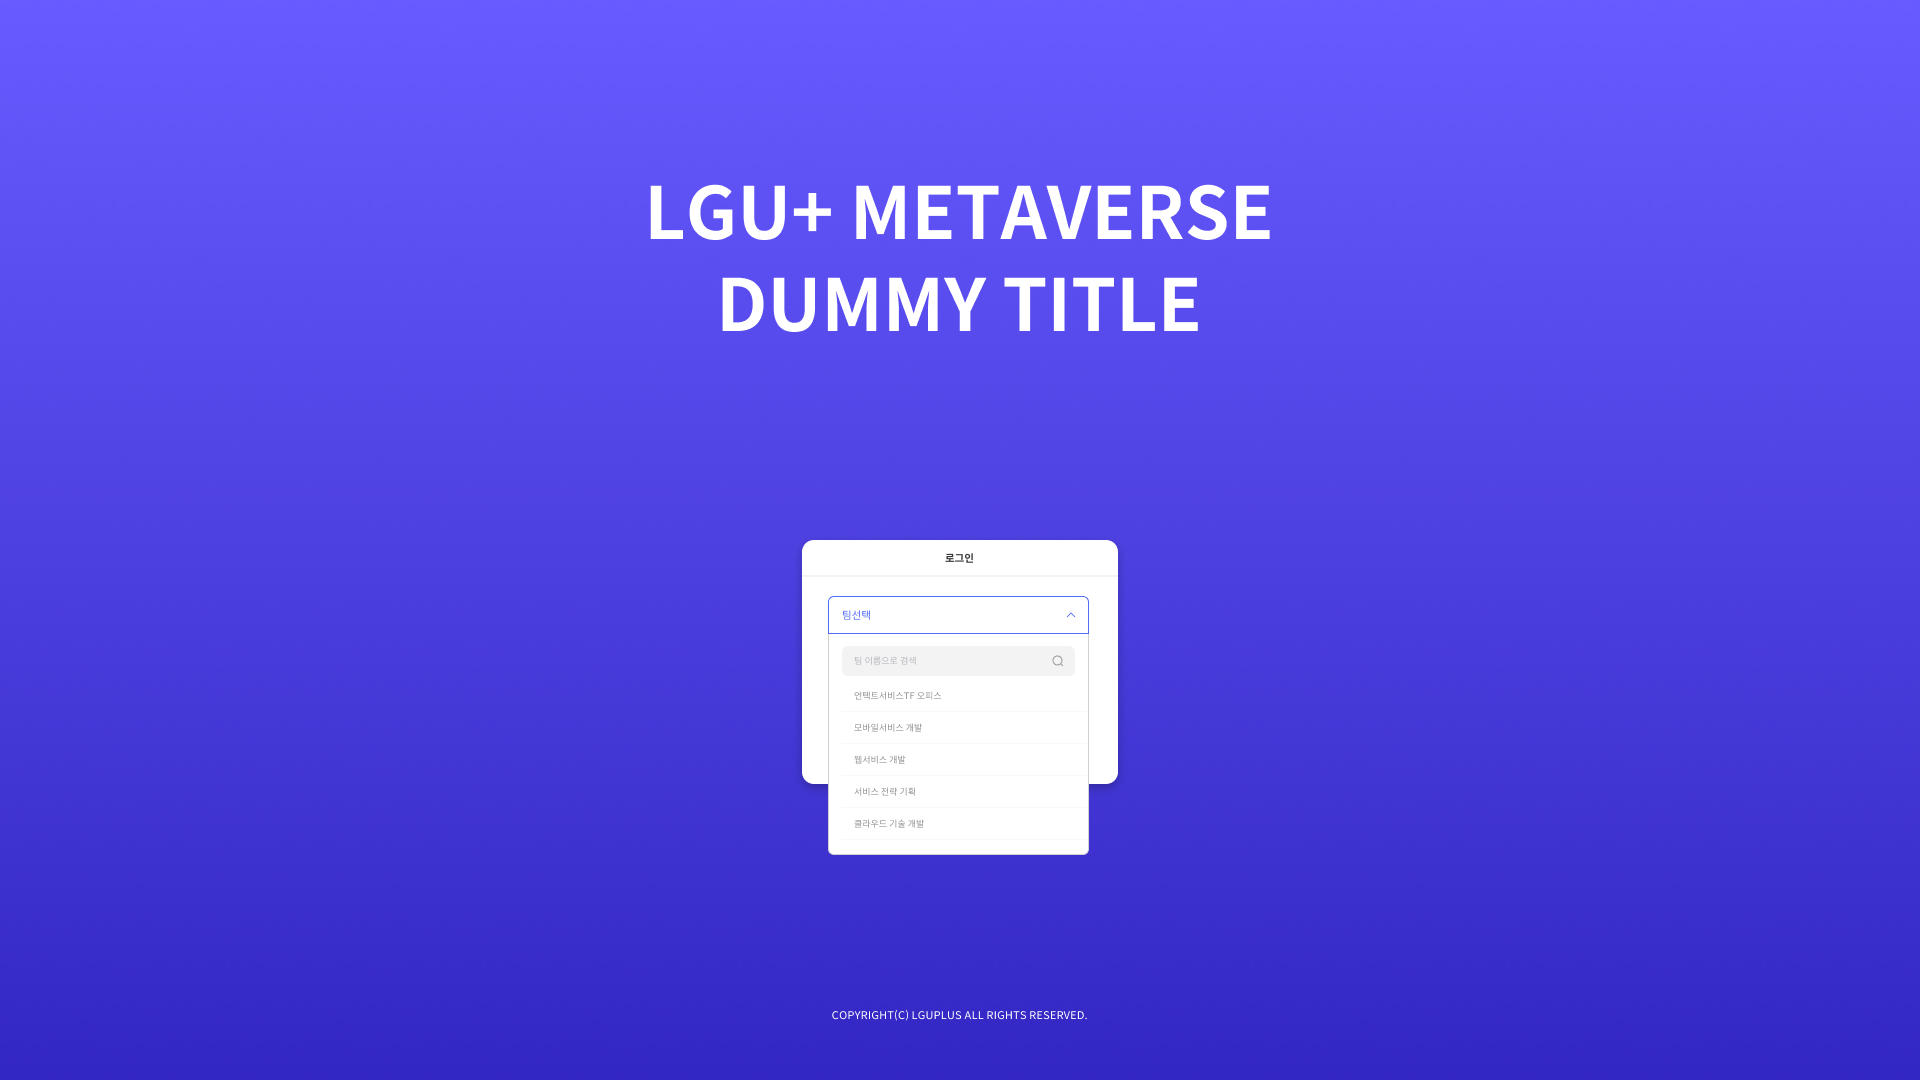 LGU+ METAVERSE
DUMMY TITLE
로그인
팀선택
팀 이름으로 검색
언택트서비스TF 오피스
모바일서비스 개발
웹서비스 개발
서비스 전략 기획
클라우드 기술 개발
COPYRIGHT(C) LGUPLUS ALL RIGHTS RESERVED.